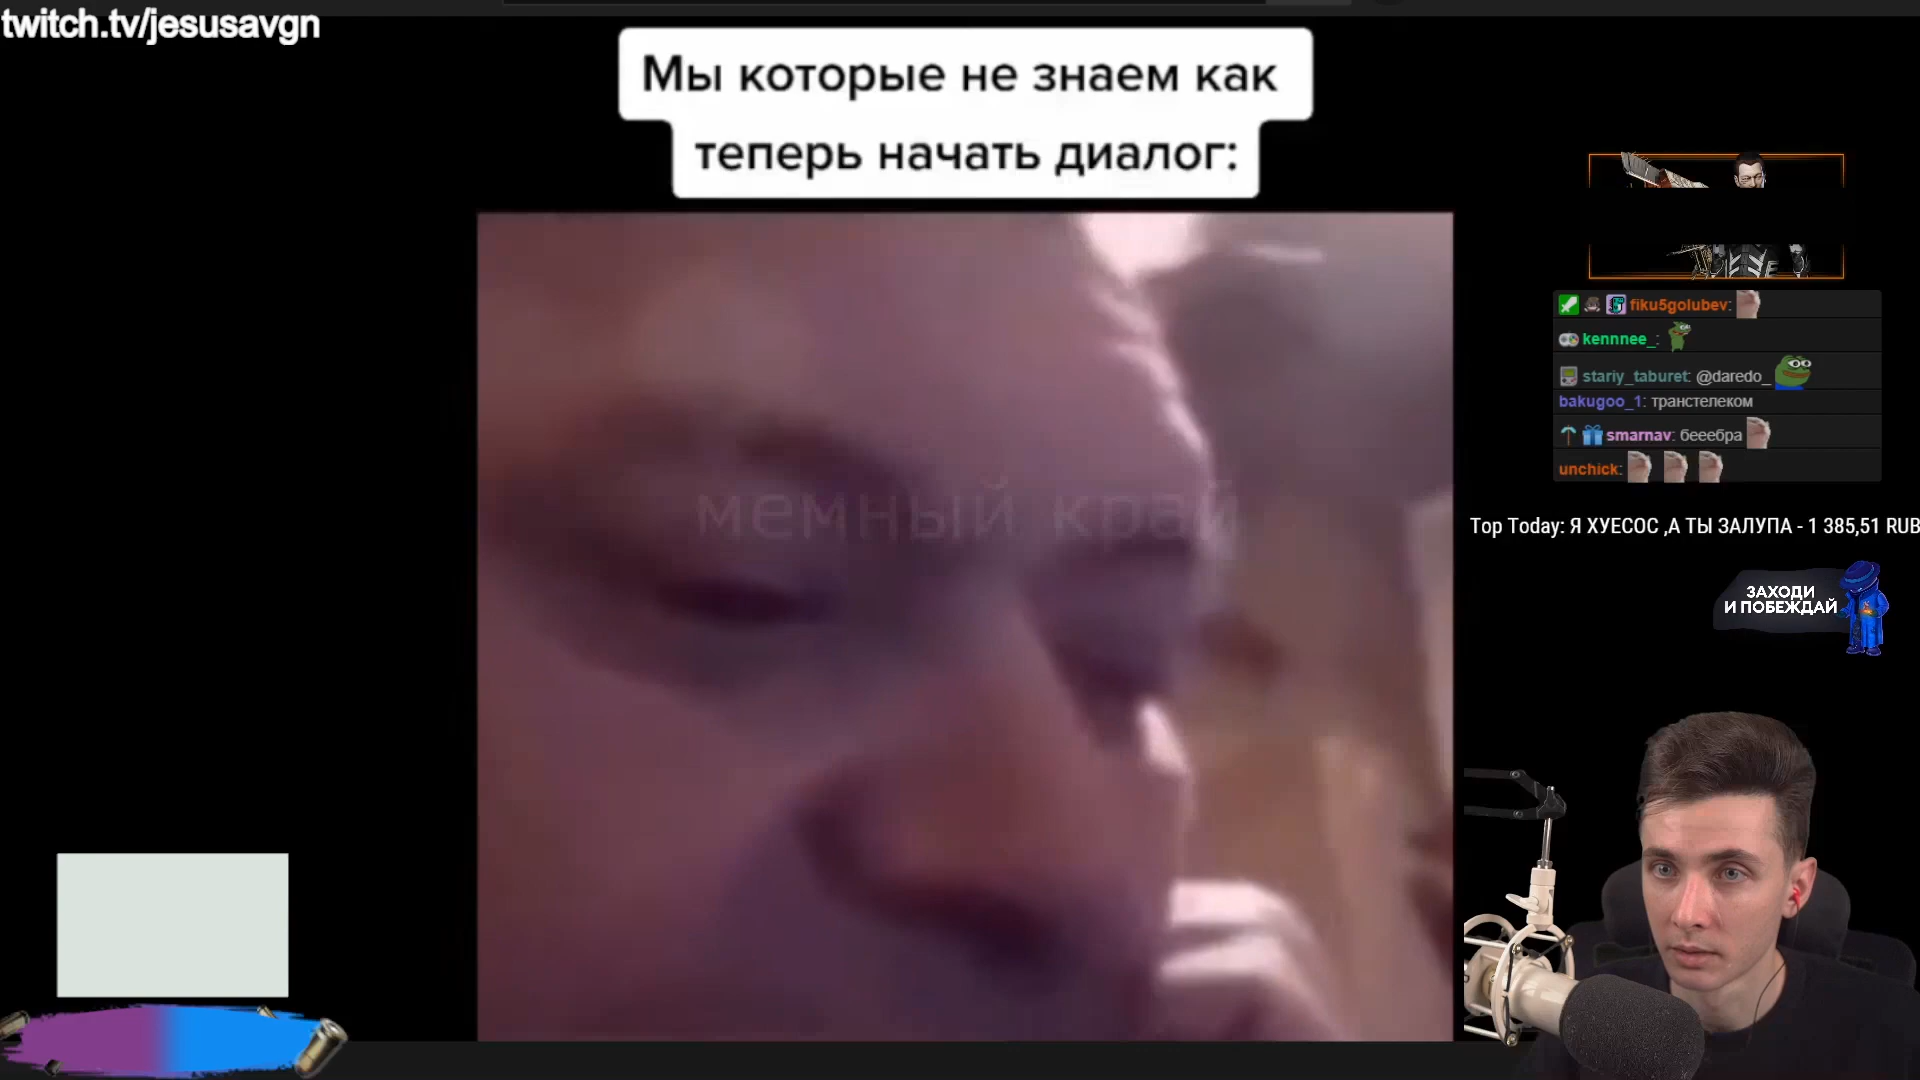 twitch.tv/jesusavgn
Мы которые не знаем как
теперь начать диалог:
мемный край
fiku5golubev:
kennnee_:
stariy_taburet: @daredo_
bakugoo_1: транстелеком
smarnav: бееебра
unchick:
Top Today: Я ХУЕСОС ,А ТЫ ЗАЛУПА - 1 385,51 RUB
ЗАХОДИ
И ПОБЕЖДАЙ